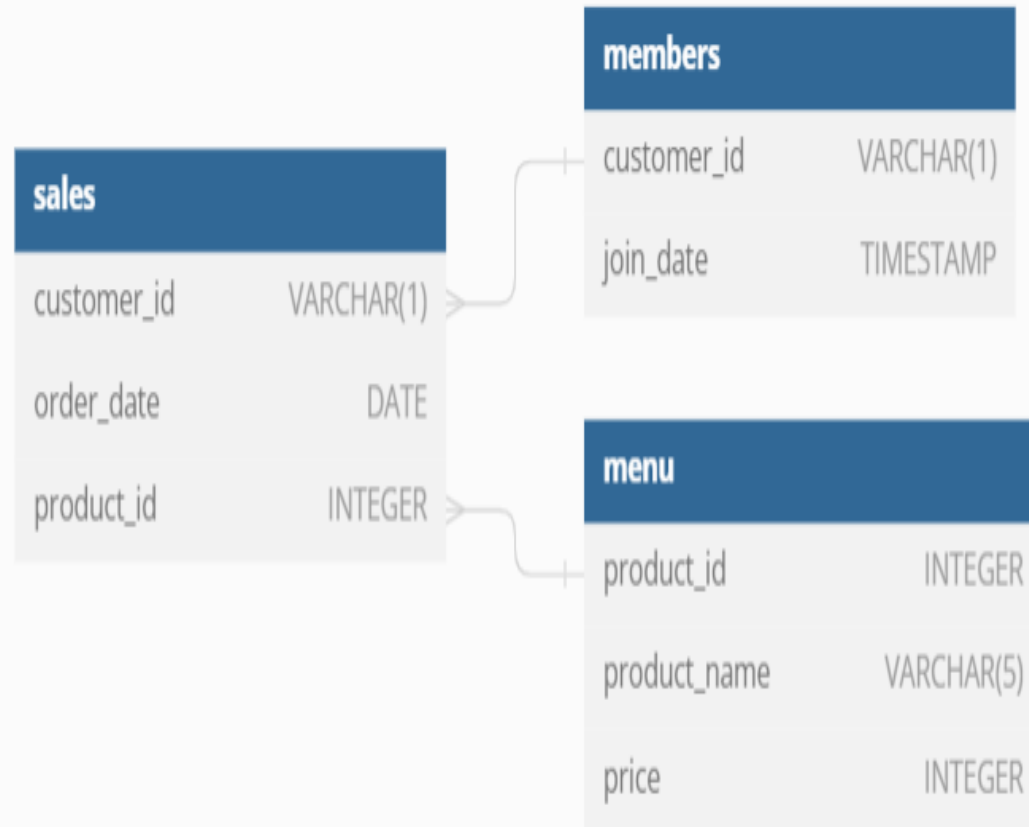 sales
customer_id VARCHAR(1)
order_date DATE
product_id INTEGER
members
customer_id VARCHAR(1)
join_date TIMESTAMP
menu
product_id INTEGER
product_name VARCHAR(5)
price INTEGER